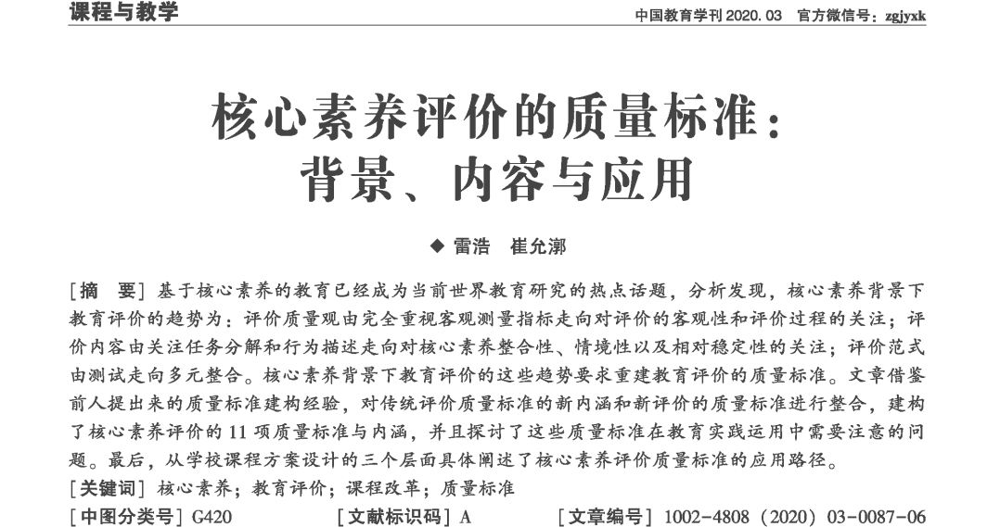 课程与教学
中国教育学刊 2020. 03 官方微信号：zgjyxk
核心素养评价的质量标准：
背景、内容与应用
◆ 雷浩 崔允漷
[摘 要] 基于核心素养的教育已经成为当前世界教育研究的热点话题，分析发现，核心素养背景下
教育评价的趋势为：评价质量观由完全重视客观测量指标走向对评价的客观性和评价过程的关注；评
价内容由关注任务分解和行为描述走向对核心素养整合性、情境性以及相对稳定性的关注；评价范式
由测试走向多元整合。核心素养背景下教育评价的这些趋势要求重建教育评价的质量标准。文章借鉴
前人提出来的质量标准建构经验，对传统评价质量标准的新内涵和新评价的质量标准进行整合，建构
了核心素养评价的 11 项质量标准与内涵，并且探讨了这些质量标准在教育实践运用中需要注意的问
题。最后，从学校课程方案设计的三个层面具体阐述了核心素养评价质量标准的应用路径。
[关键词] 核心素养；教育评价；课程改革；质量标准
[中图分类号] G420 [文献标识码] A [文章编号] 1002-4808（2020）03-0087-06